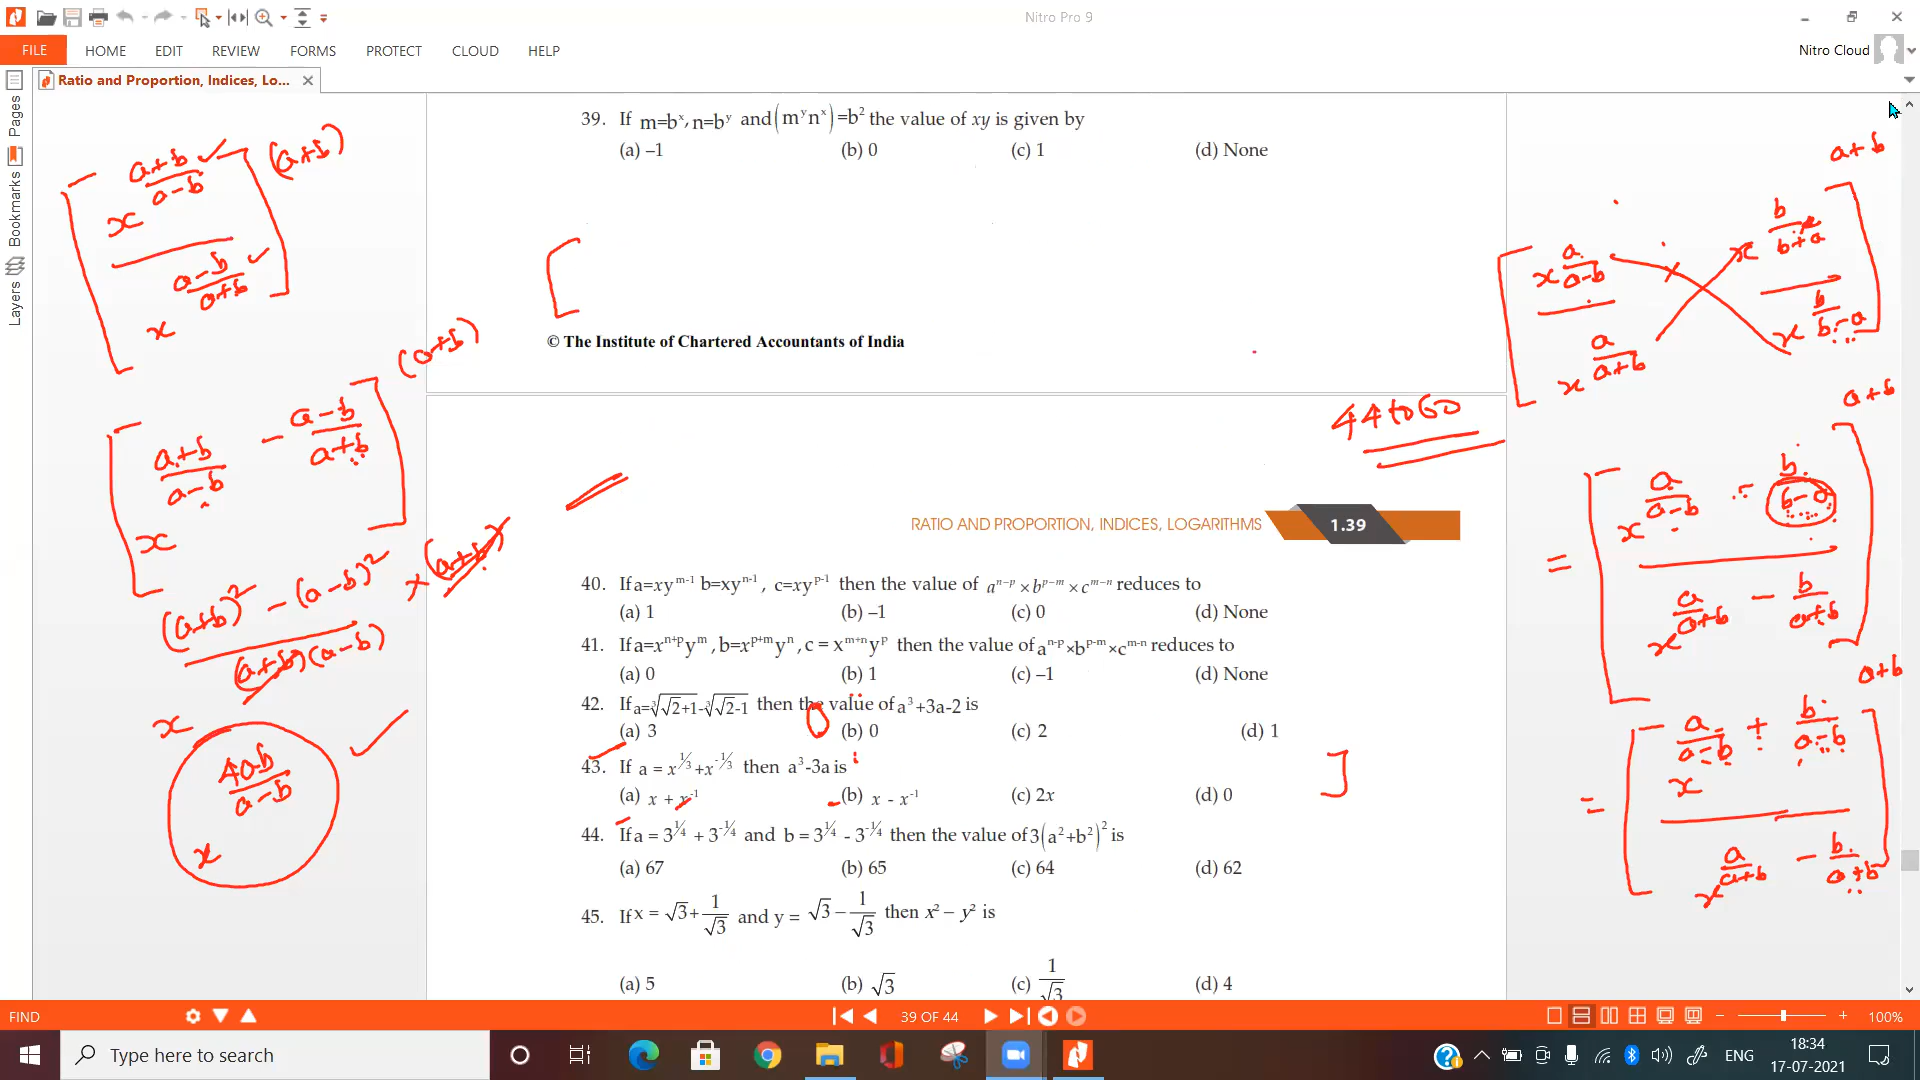 Nitro Pro 9
FILE HOME EDIT REVIEW FORMS PROTECT CLOUD HELP
Nitro Cloud
Ratio and Proportion, Indices, Lo...
Pages
Bookmarks
Layers
39. If m=b^x, n=b^y and (m^y n^x) =b^2 the value of xy is given by
(a) –1 (b) 0 (c) 1 (d) None
© The Institute of Chartered Accountants of India
44 to 60
RATIO AND PROPORTION, INDICES, LOGARITHMS 1.39
40. If a=xy^m-1 b=xy^n-1, c=xy^p-1 then the value of a^n–p × b^p–m × c^m–n reduces to
(a) 1 (b) –1 (c) 0 (d) None
41. If a=x^n+p y^m, b=x^p+m y^n, c = x^m+n y^p then the value of a^n-p × b^p-m × c^m-n reduces to
(a) 0 (b) 1 (c) –1 (d) None
42. If a=∛√2+1-∛√2-1 then the value of a^3+3a-2 is
(a) 3 (b) 0 (c) 2 (d) 1
43. If a = x^1/3+x^-1/3 then a^3-3a is
(a) x + x^-1 (b) x - x^-1 (c) 2x (d) 0
44. If a = 3^1/4 + 3^-1/4 and b = 3^1/4 - 3^-1/4 then the value of 3(a^2+b^2)^2 is
(a) 67 (b) 65 (c) 64 (d) 62
45. If x = √3+1/√3 and y = √3–1/√3 then x^2 – y^2 is
(a) 5 (b) √3 (c) 1/√3 (d) 4
[x^(a+b/a-b) / x^(a-b/a+b)]^(a+b)
[x^(a+b/a-b - a-b/a+b)]^(a+b)
(a+b)^2 - (a-b)^2 / (a+b)(a-b) × (a+b)
x
x^(4ab/a-b)
[x^(a/a-b) / x^(a/a+b) x^(b/b+a) / x^(b/b-a)]^a+b
= [x^(a/a-b - b/b-a) / x^(a/a+b - b/a+b)]^a+b
= [x^(a/a-b + b/a-b) / x^(a/a+b - b/a+b)]^a+b
FIND
39 OF 44
100%
Type here to search
ENG
18:34
17-07-2021